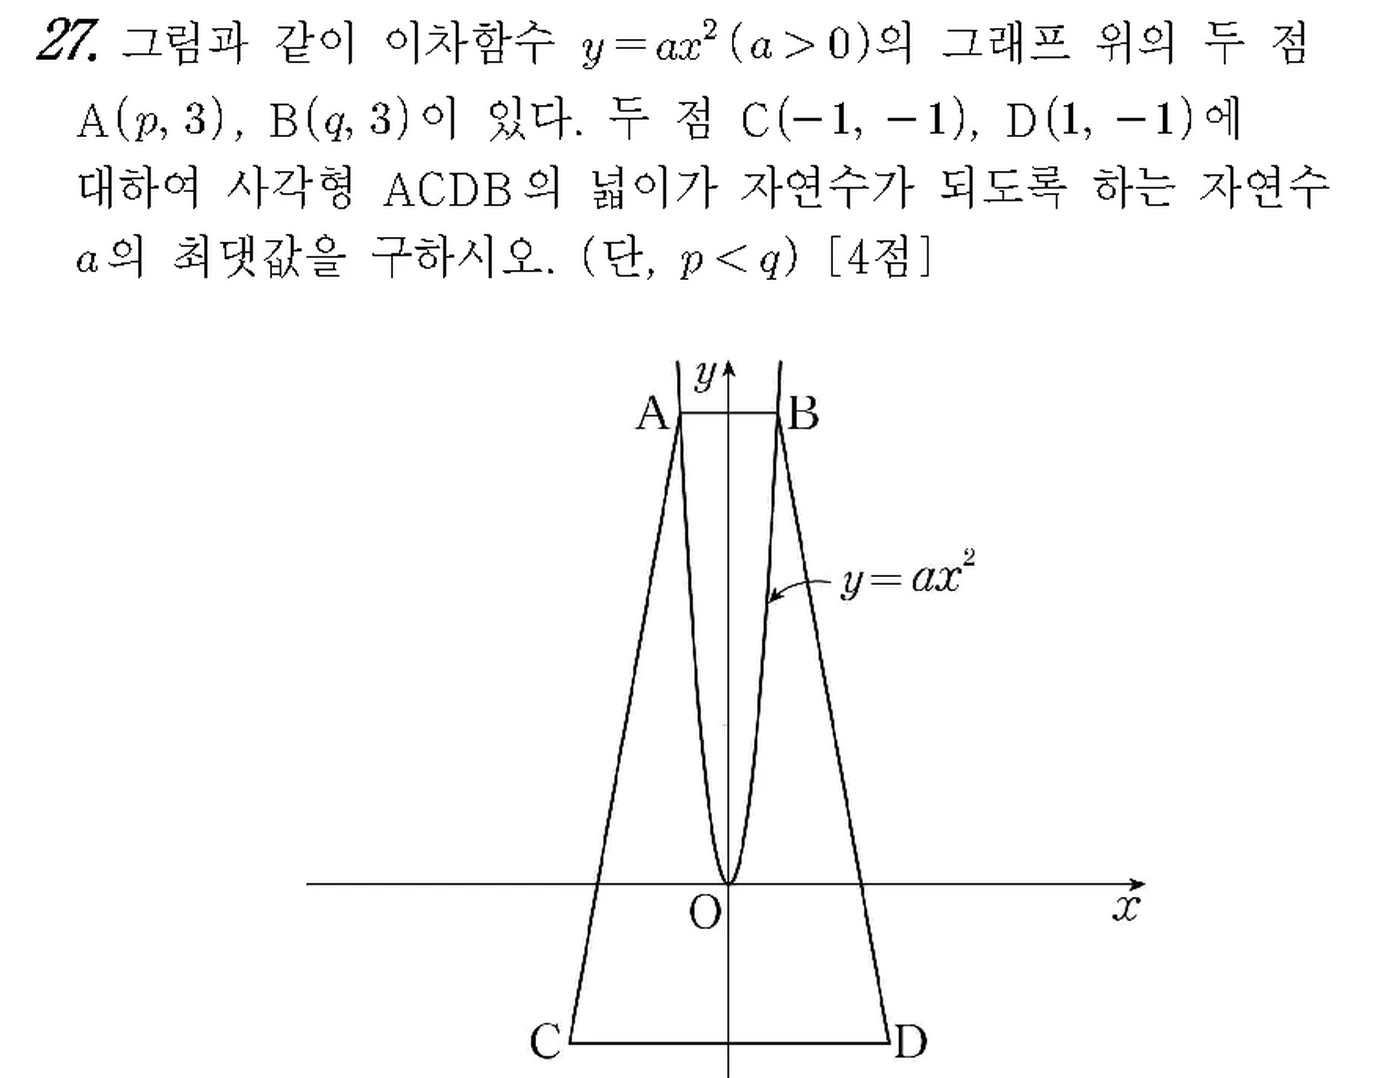 27. 그림과 같이 이차함수 y=ax²(a>0)의 그래프 위의 두 점
A(p, 3), B(q, 3)이 있다. 두 점 C(-1, -1), D(1, -1)에
대하여 사각형 ACDB의 넓이가 자연수가 되도록 하는 자연수
a의 최댓값을 구하시오. (단, p<q) [4점]
y
A B
y=ax²
O
x
C D